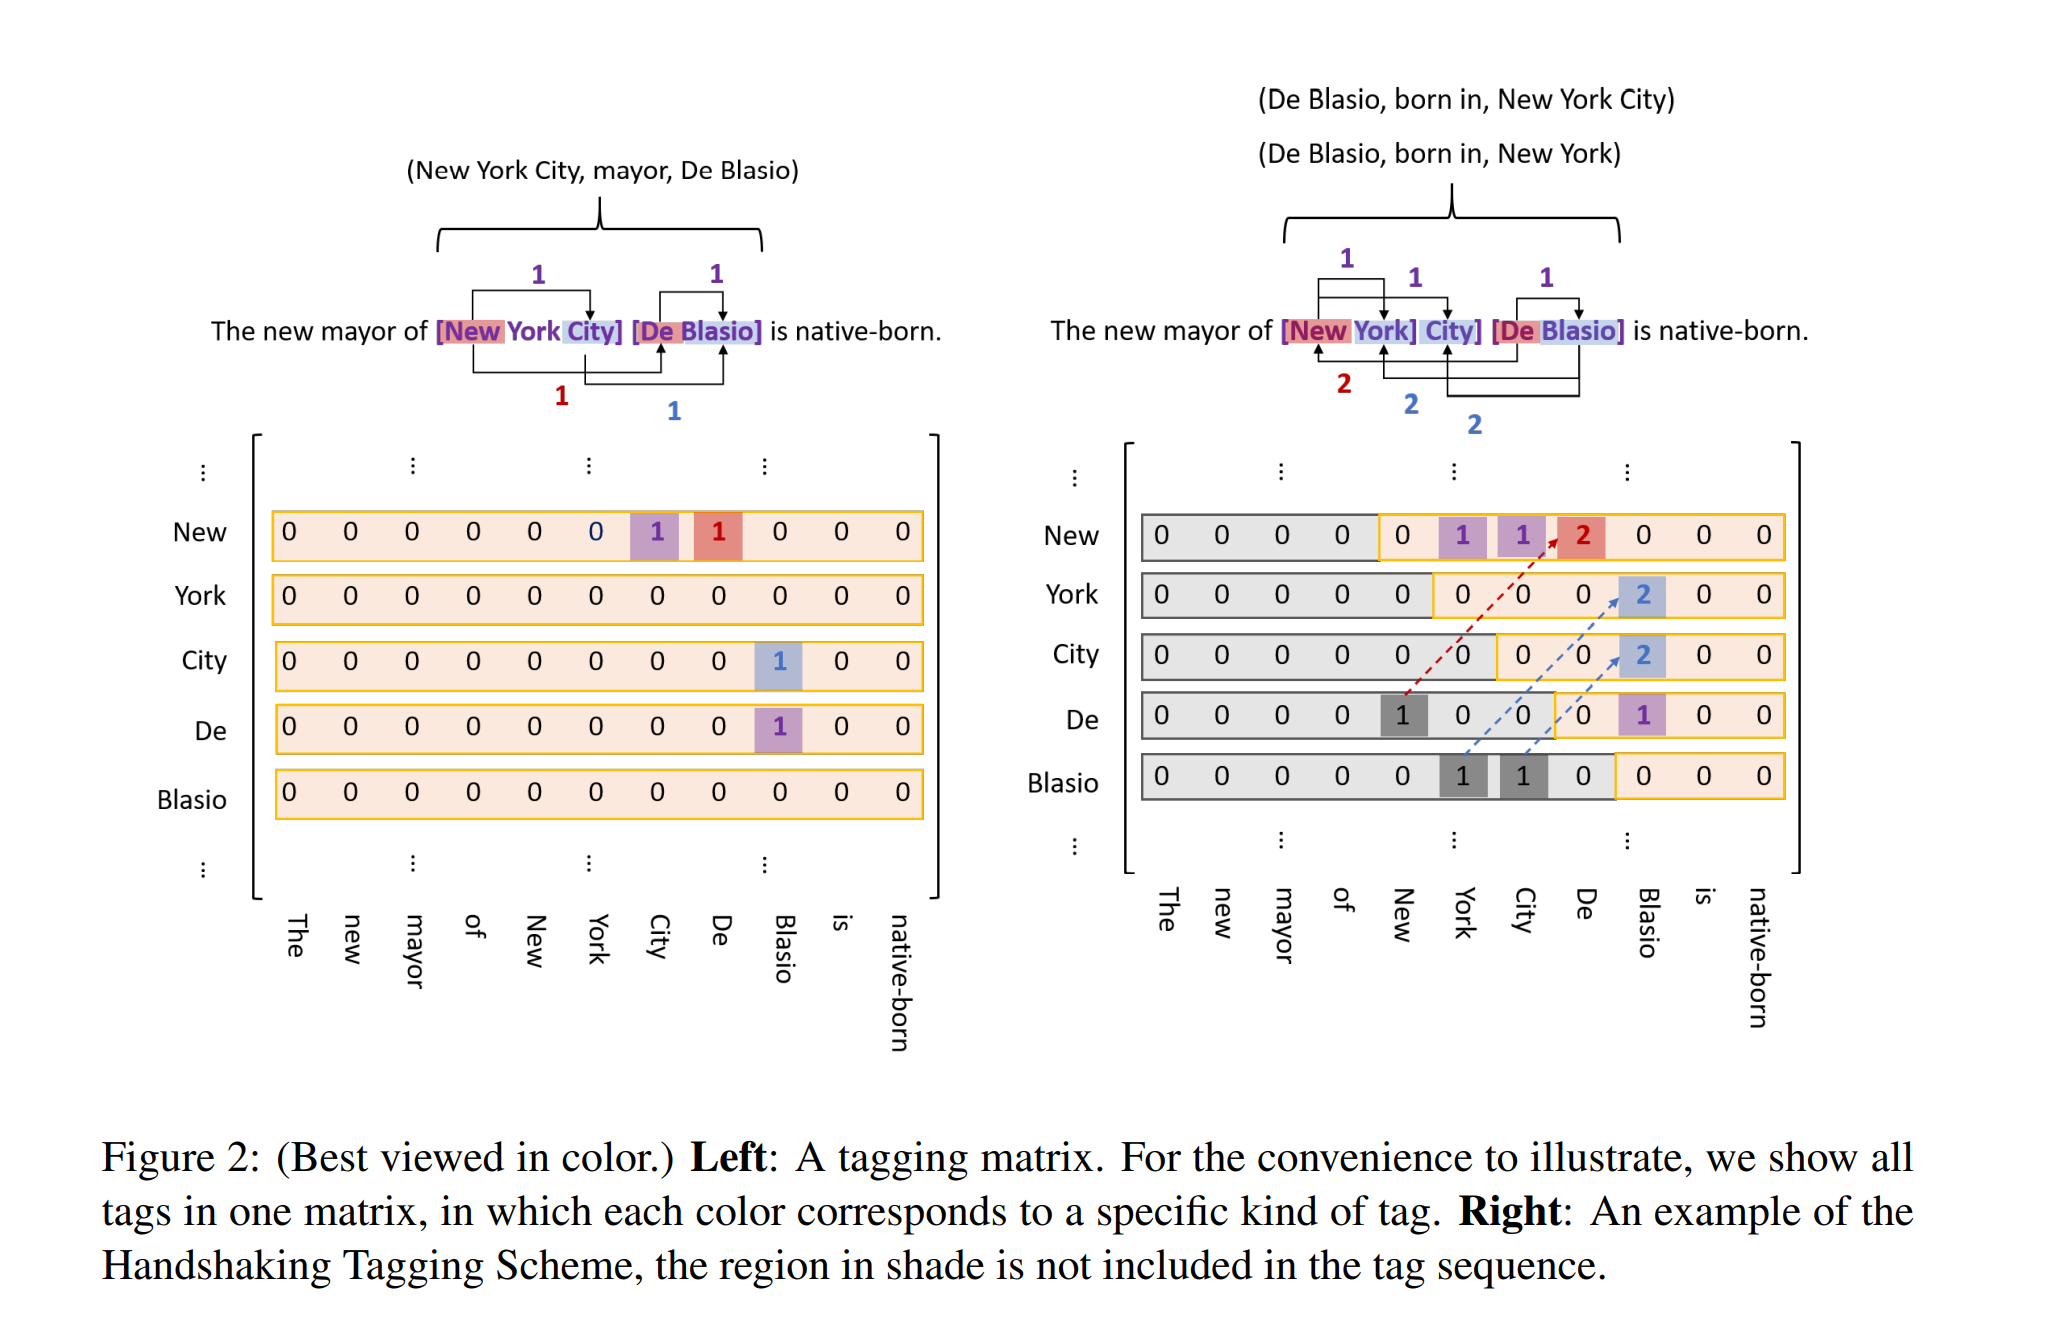 (New York City, mayor, De Blasio)
1 1
The new mayor of [New York City] [De Blasio] is native-born.
1
1
⋮ ⋮ ⋮ ⋮
New 0 0 0 0 0 0 1 1 0 0 0
York 0 0 0 0 0 0 0 0 0 0 0
City 0 0 0 0 0 0 0 0 1 0 0
De 0 0 0 0 0 0 0 0 1 0 0
Blasio 0 0 0 0 0 0 0 0 0 0 0
⋮ ⋮ ⋮ ⋮
The new mayor of New York City De Blasio is native-born
(De Blasio, born in, New York City)
(De Blasio, born in, New York)
1 1 1
The new mayor of [New York] City] [De Blasio] is native-born.
2
2
2
⋮ ⋮ ⋮ ⋮
New 0 0 0 0 0 1 1 2 0 0 0
York 0 0 0 0 0 0 0 0 2 0 0
City 0 0 0 0 0 0 0 0 2 0 0
De 0 0 0 0 1 0 0 0 1 0 0
Blasio 0 0 0 0 0 1 1 0 0 0 0
⋮ ⋮ ⋮ ⋮
The new mayor of New York City De Blasio is native-born
Figure 2: (Best viewed in color.) Left: A tagging matrix. For the convenience to illustrate, we show all
tags in one matrix, in which each color corresponds to a specific kind of tag. Right: An example of the
Handshaking Tagging Scheme, the region in shade is not included in the tag sequence.